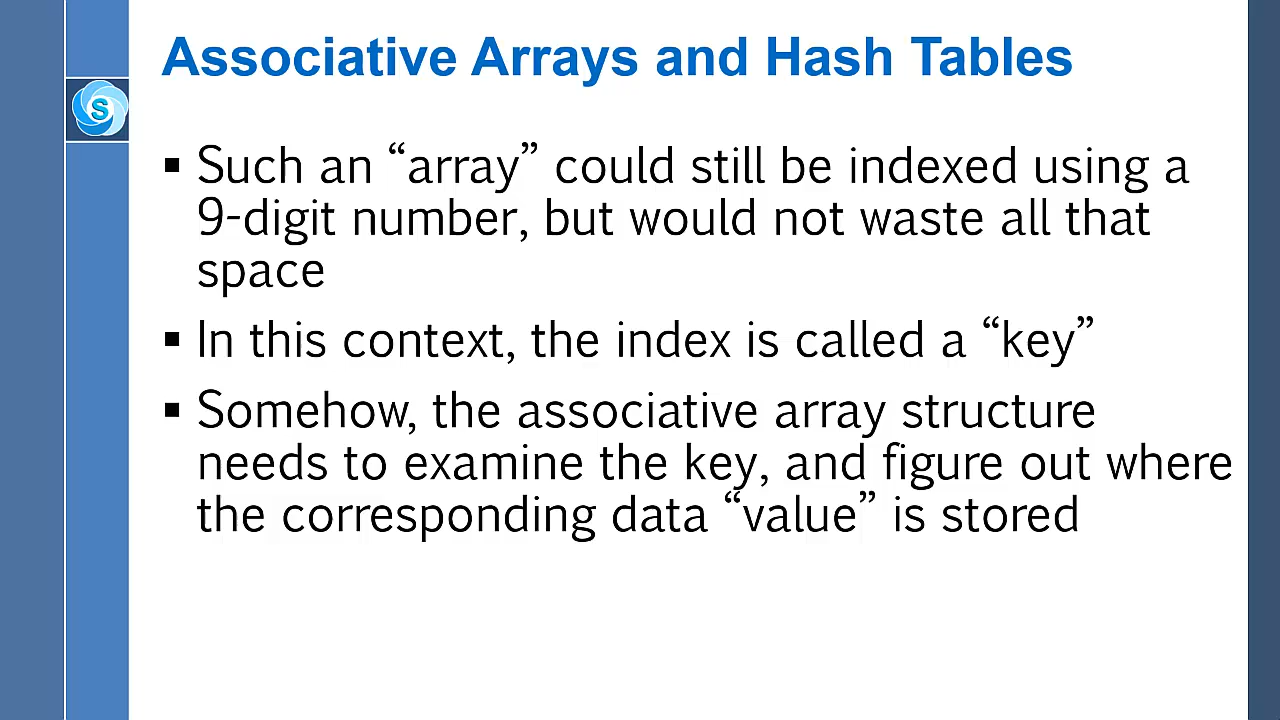 Associative Arrays and Hash Tables
S
▪ Such an “array” could still be indexed using a
9-digit number, but would not waste all that
space
▪ In this context, the index is called a “key”
▪ Somehow, the associative array structure
needs to examine the key, and figure out where
the corresponding data “value” is stored